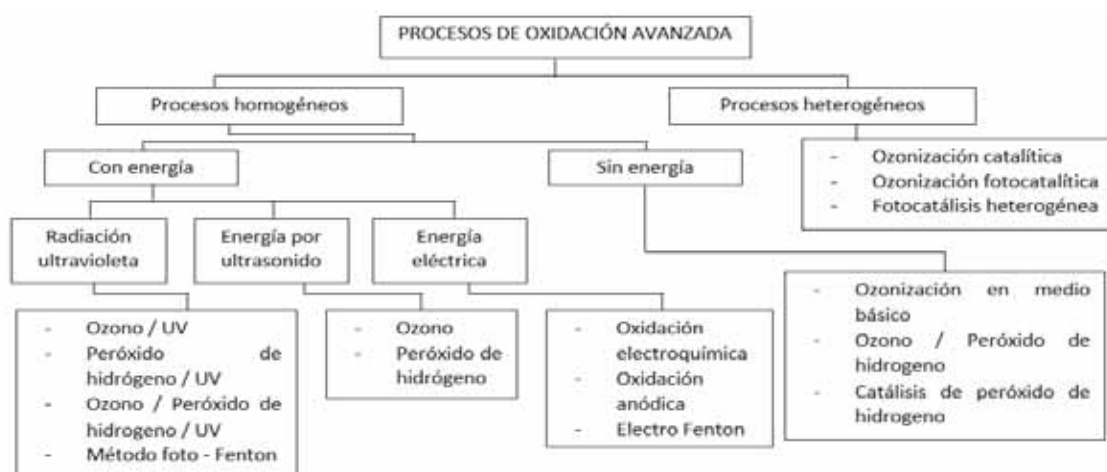 PROCESOS DE OXIDACIÓN AVANZADA
Procesos homogéneos
Procesos heterogéneos
Con energía
Sin energía
- Ozonización catalítica
- Ozonización fotocatalítica
- Fotocatálisis heterogénea
Radiación
ultravioleta
Energía por
ultrasonido
Energía
eléctrica
- Ozono / UV
- Peróxido de
hidrógeno / UV
- Ozono / Peróxido de
hidrogeno / UV
- Método foto - Fenton
- Ozono
- Peróxido de
hidrógeno
- Oxidación
electroquímica
- Oxidación
anódica
- Electro Fenton
- Ozonización en medio
básico
- Ozono / Peróxido de
hidrogeno
- Catálisis de peróxido de
hidrogeno